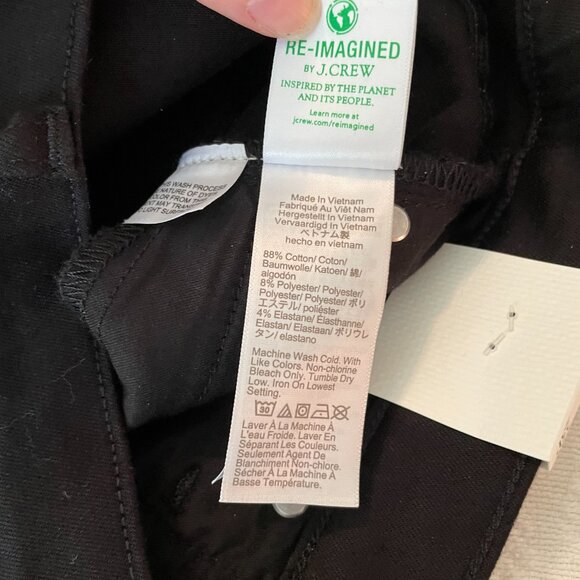 RE-IMAGINED
BY J.CREW
INSPIRED BY THE PLANET
AND ITS PEOPLE.
Learn more at
jcrew.com/reimagined
WASH PROCESS
NATURE OF DYE
COLOR FROM
MAY
LIGHT
Made In Vietnam
Fabriqué Au Viêt Nam
Hergestellt In Vietnam
Vervaardigd In Vietnam
ベトナム製
hecho en vietnam
88% Cotton/ Coton/
Baumwolle/ Katoen/ 綿/
algodón
8% Polyester/ Polyester/
Polyester/ Polyester/ ポリ
エステル/ poliéster
4% Elastane/ Élasthanne/
Elastan/ Elastaan/ ポリウレ
タン/ elastano
Machine Wash Cold. With
Like Colors. Non-chlorine
Bleach Only. Tumble Dry
Low. Iron On Lowest
Setting.
30
Laver À La Machine À
L'eau Froide. Laver En
Séparant Les Couleurs.
Seulement Agent De
Blanchiment Non-chlore.
Sécher À La Machine À
Basse Température.